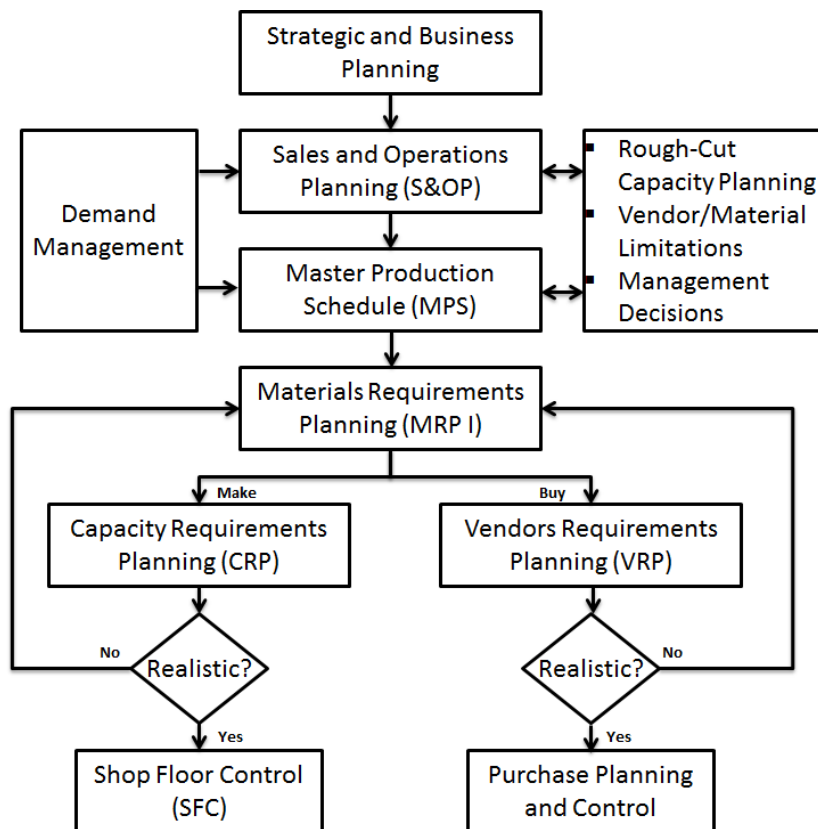 Strategic and Business
Planning
Sales and Operations
Planning (S&OP)
Demand
Management
▪ Rough-Cut
Capacity Planning
▪ Vendor/Material
Limitations
▪ Management
Decisions
Master Production
Schedule (MPS)
Materials Requirements
Planning (MRP I)
Make
Buy
Capacity Requirements
Planning (CRP)
Vendors Requirements
Planning (VRP)
No
Realistic?
Realistic?
No
Yes
Yes
Shop Floor Control
(SFC)
Purchase Planning
and Control